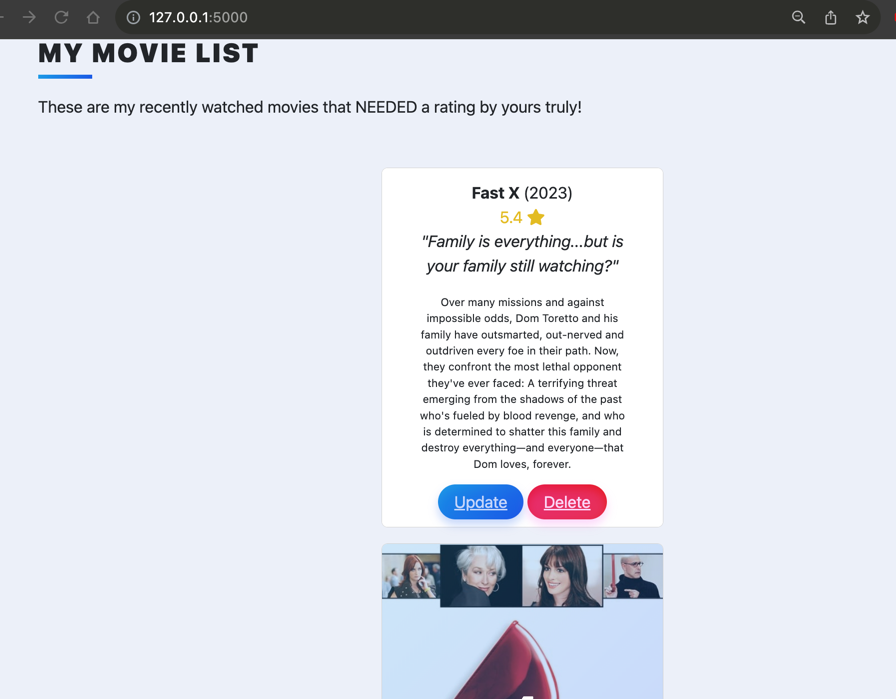 127.0.0.1:5000
MY MOVIE LIST
These are my recently watched movies that NEEDED a rating by yours truly!
Fast X (2023)
5.4
"Family is everything...but is
your family still watching?"
Over many missions and against
impossible odds, Dom Toretto and his
family have outsmarted, out-nerved and
outdriven every foe in their path. Now,
they confront the most lethal opponent
they've ever faced: A terrifying threat
emerging from the shadows of the past
who's fueled by blood revenge, and who
is determined to shatter this family and
destroy everything—and everyone—that
Dom loves, forever.
Update Delete